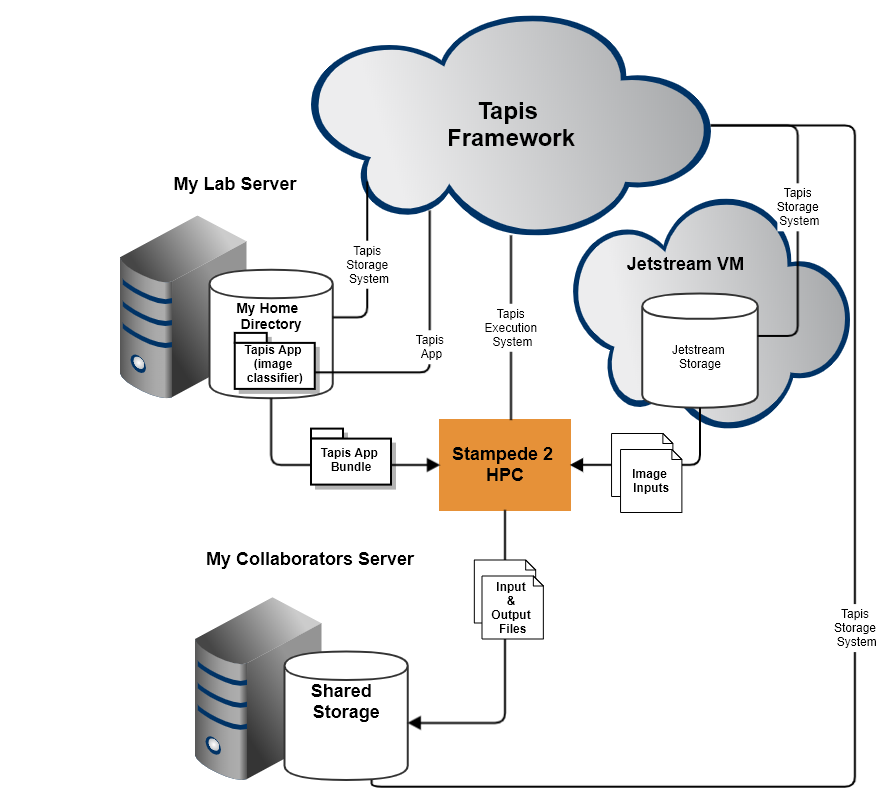 Tapis
Framework
My Lab Server
Tapis
Storage
System
Tapis
Storage
System
Jetstream VM
My Home
Directory
Tapis App
(image
classifier)
Tapis
App
Tapis
Execution
System
Jetstream
Storage
Tapis App
Bundle
Stampede 2
HPC
Image
Inputs
My Collaborators Server
Input
&
Output
Files
Tapis
Storage
System
Shared
Storage